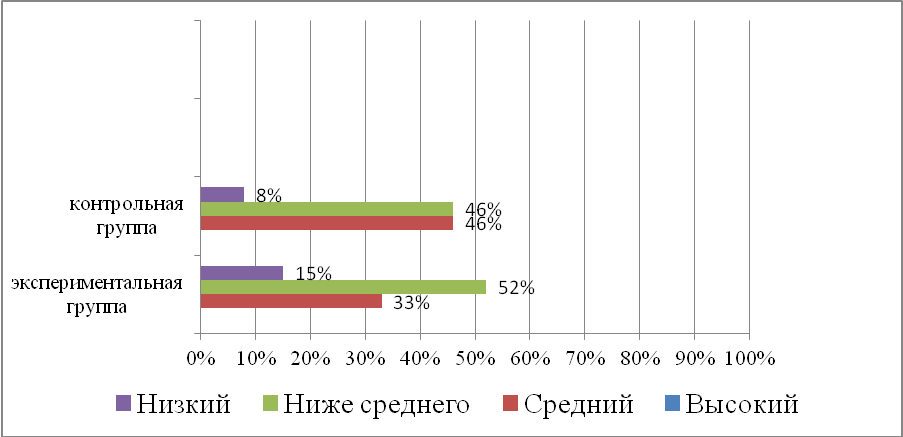 контрольная
группа
8%
46%
46%
экспериментальная
группа
15%
52%
33%
0% 10% 20% 30% 40% 50% 60% 70% 80% 90% 100%
Низкий Ниже среднего Средний Высокий